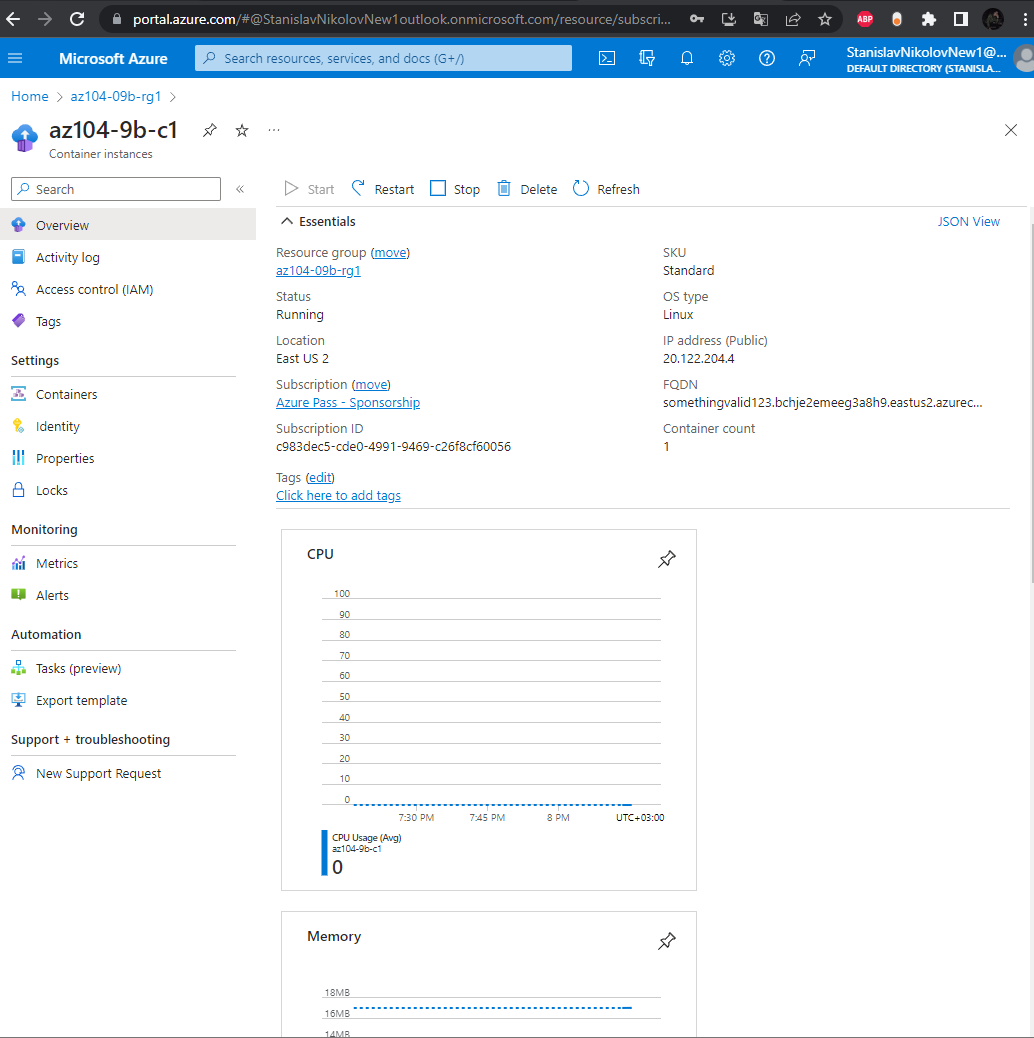 portal.azure.com/#@StanislavNikolovNew1outlook.onmicrosoft.com/resource/subscri...
ABP
Microsoft Azure
Search resources, services, and docs (G+/)
StanislavNikolovNew1@...
DEFAULT DIRECTORY (STANISLA...
Home > az104-09b-rg1 >
az104-9b-c1 ...
Container instances
Search «
Overview
Activity log
Access control (IAM)
Tags
Settings
Containers
Identity
Properties
Locks
Monitoring
Metrics
Alerts
Automation
Tasks (preview)
Export template
Support + troubleshooting
New Support Request
Start Restart Stop Delete Refresh
Essentials JSON View
Resource group (move)
az104-09b-rg1
Status
Running
Location
East US 2
Subscription (move)
Azure Pass - Sponsorship
Subscription ID
c983dec5-cde0-4991-9469-c26f8cf60056
SKU
Standard
OS type
Linux
IP address (Public)
20.122.204.4
FQDN
somethingvalid123.bchje2emeeg3a8h9.eastus2.azurec...
Container count
1
Tags (edit)
Click here to add tags
CPU
100
90
80
70
60
50
40
30
20
10
0
7:30 PM 7:45 PM 8 PM UTC+03:00
CPU Usage (Avg)
az104-9b-c1
0
Memory
18MB
16MB
14MB